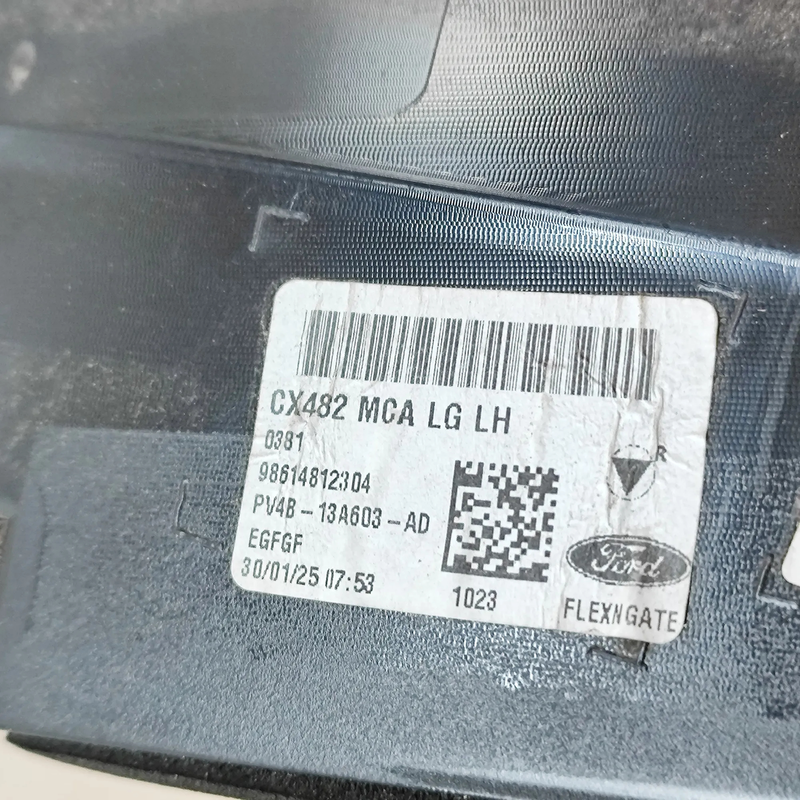 CX482 MCA LG LH
0381
98614812304
PV4B-13A603-AD
EGFGF
30/01/25 07:53
1023
R
Ford
FLEXNGATE